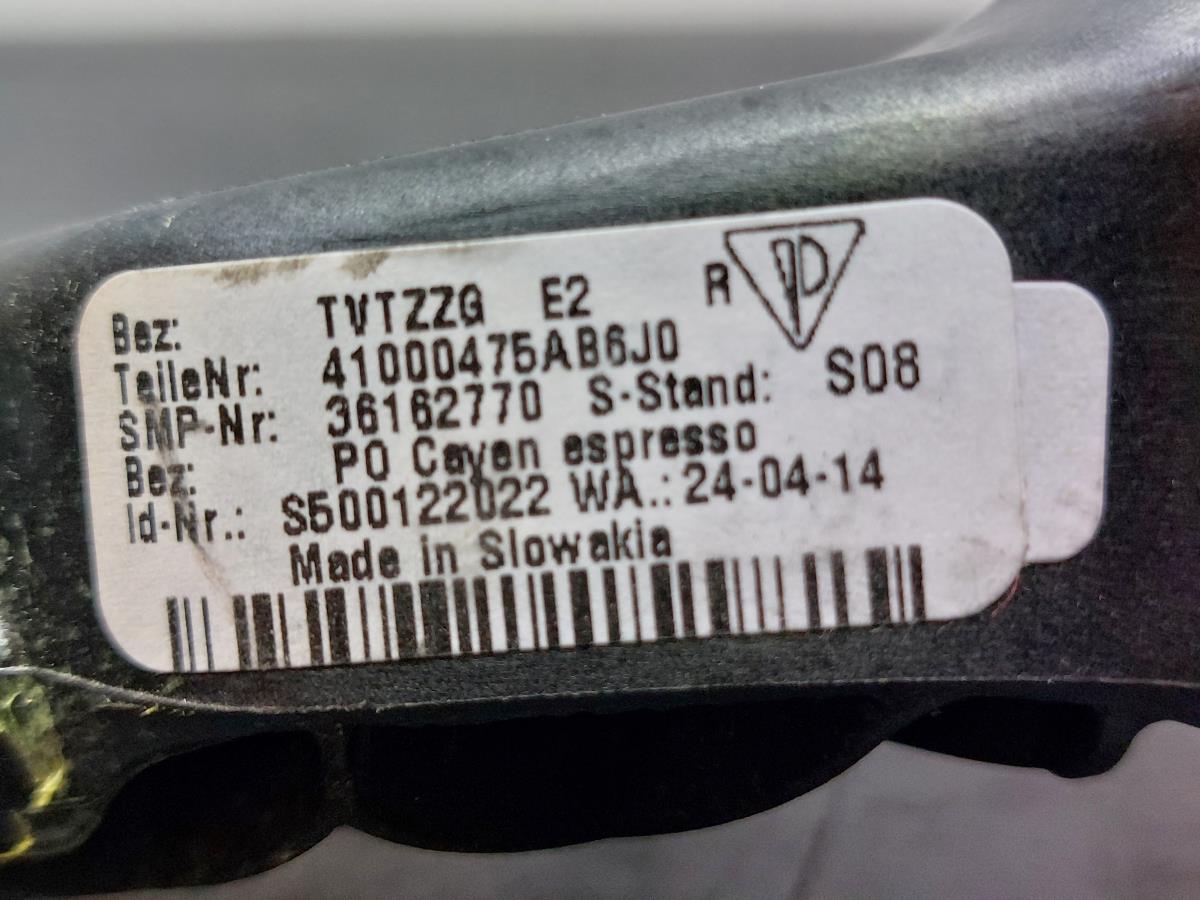 Bez: TVTZZG E2 R
TeileNr: 41000475AB6J0
SMP-Nr: 36162770 S-Stand: S08
Bez: PO Cayen espresso
Id-Nr.: S500122022 WA.: 24-04-14
Made in Slowakia